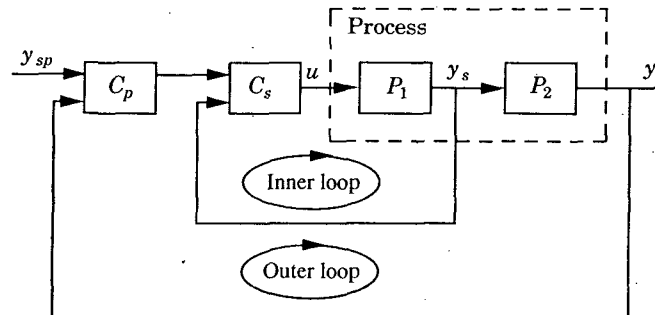 Process
y_sp
C_p
C_s
u
P_1
y_s
P_2
y
Inner loop
Outer loop